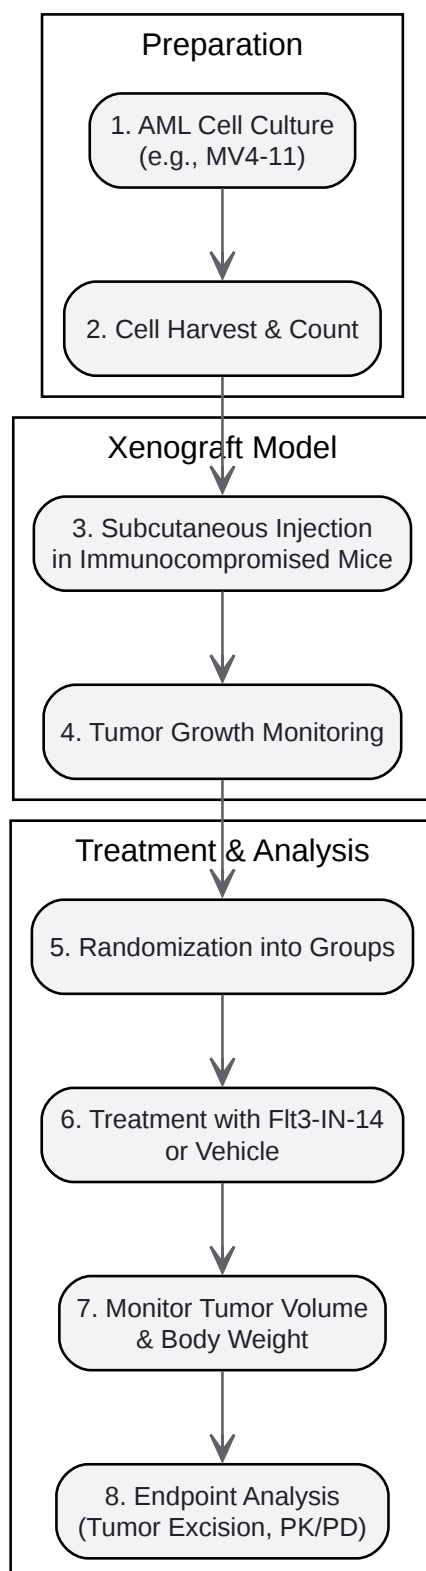 Preparation
1. AML Cell Culture
(e.g., MV4-11)
2. Cell Harvest & Count
Xenograft Model
3. Subcutaneous Injection
in Immunocompromised Mice
4. Tumor Growth Monitoring
Treatment & Analysis
5. Randomization into Groups
6. Treatment with Flt3-IN-14
or Vehicle
7. Monitor Tumor Volume
& Body Weight
8. Endpoint Analysis
(Tumor Excision, PK/PD)